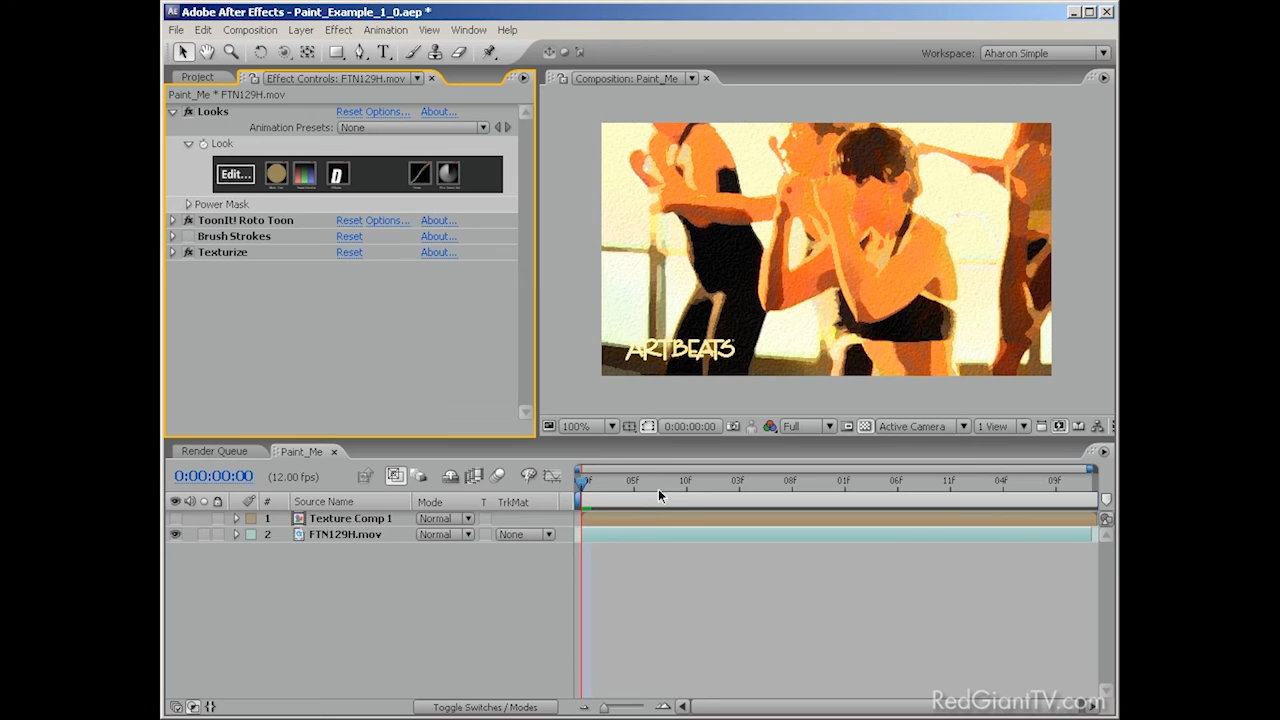 Adobe After Effects - Paint_Example_1_0.aep *
File Edit Composition Layer Effect Animation View Window Help
Workspace: Aharon Simple
Project Effect Controls: FTN129H.mov
Composition: Paint_Me
Paint_Me * FTN129H.mov
Looks Reset Options... About...
Animation Presets: None
Look
Edit...
Power Mask
ToonIt! Roto Toon Reset Options... About...
Brush Strokes Reset About...
Texturize Reset About...
ARTBEATS
100% 0:00:00:00 Full Active Camera 1 View
Render Queue Paint_Me
0:00:00:00 (12.00 fps)
05F 10F 03F 08F 01F 06F 11F 04F 09F
# Source Name Mode T TrkMat
1 Texture Comp 1 Normal
2 FTN129H.mov Normal None
Toggle Switches / Modes
RedGiantTV.com